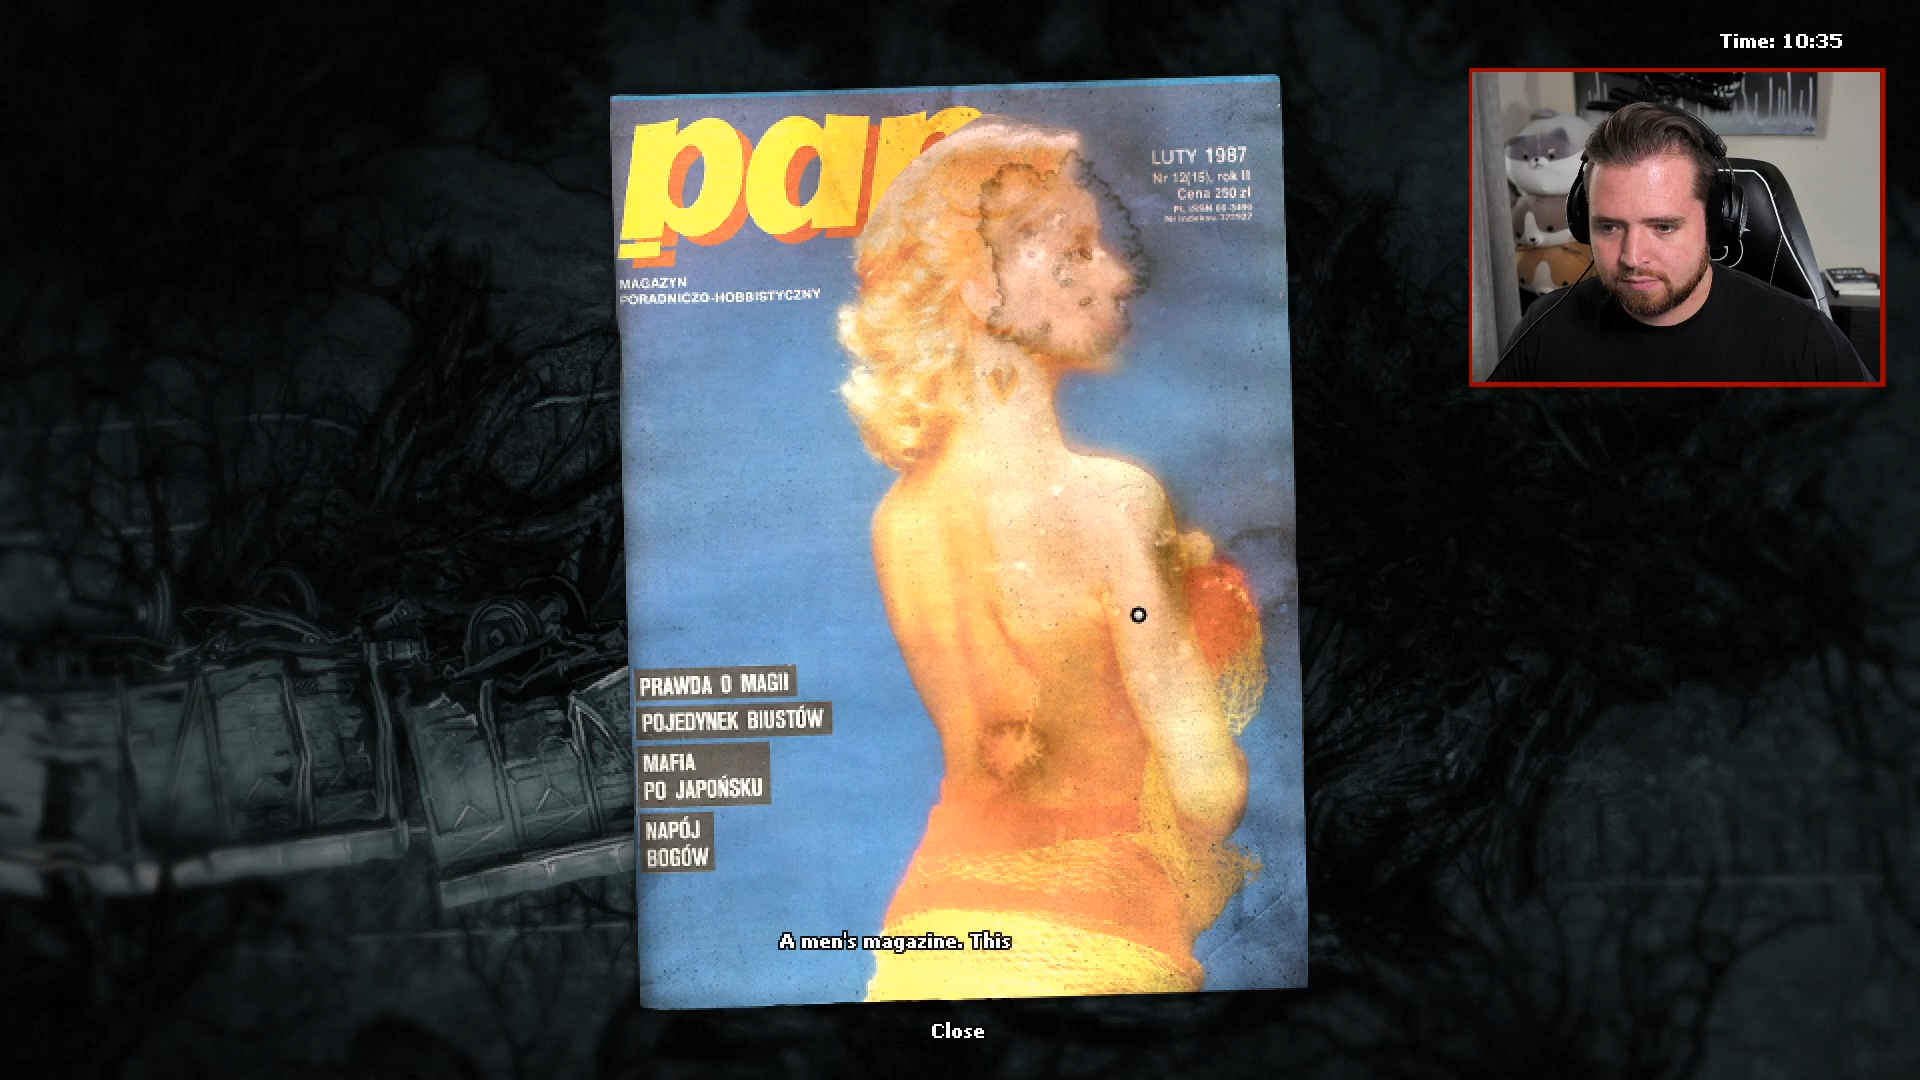 Time: 10:35
pan
LUTY 1987
Nr 12(15), rok II
Cena 250 zł
MAGAZYN
PORADNICZO-HOBBISTYCZNY
PRAWDA O MAGII
POJEDYNEK BIUSTÓW
MAFIA
PO JAPOŃSKU
NAPÓJ
BOGÓW
A men's magazine. This
Close